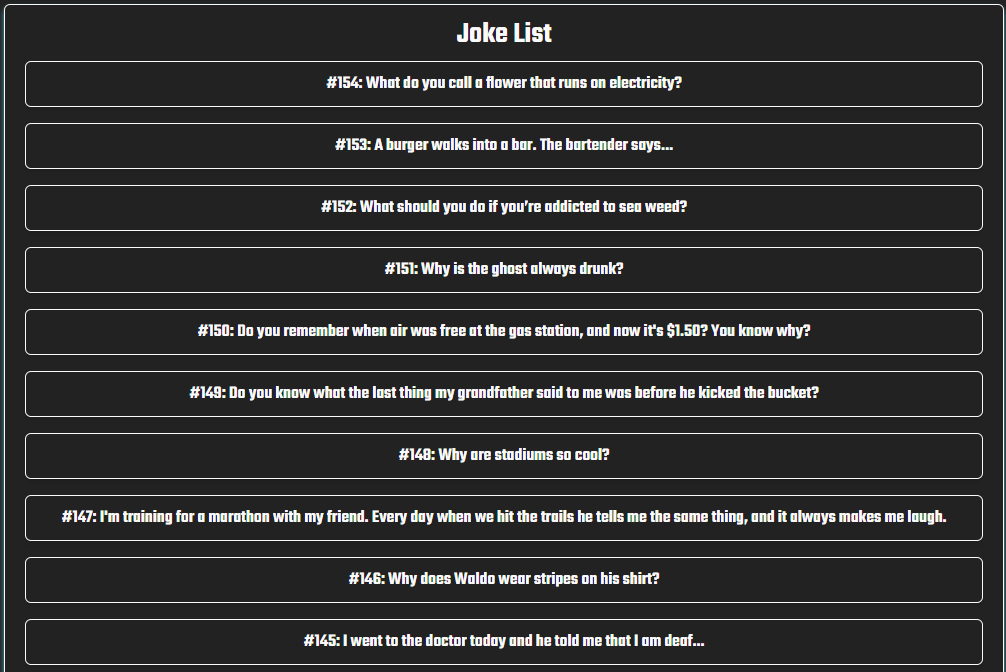 Joke List
#154: What do you call a flower that runs on electricity?
#153: A burger walks into a bar. The bartender says...
#152: What should you do if you’re addicted to sea weed?
#151: Why is the ghost always drunk?
#150: Do you remember when air was free at the gas station, and now it's $1.50? You know why?
#149: Do you know what the last thing my grandfather said to me was before he kicked the bucket?
#148: Why are stadiums so cool?
#147: I'm training for a marathon with my friend. Every day when we hit the trails he tells me the same thing, and it always makes me laugh.
#146: Why does Waldo wear stripes on his shirt?
#145: I went to the doctor today and he told me that I am deaf...